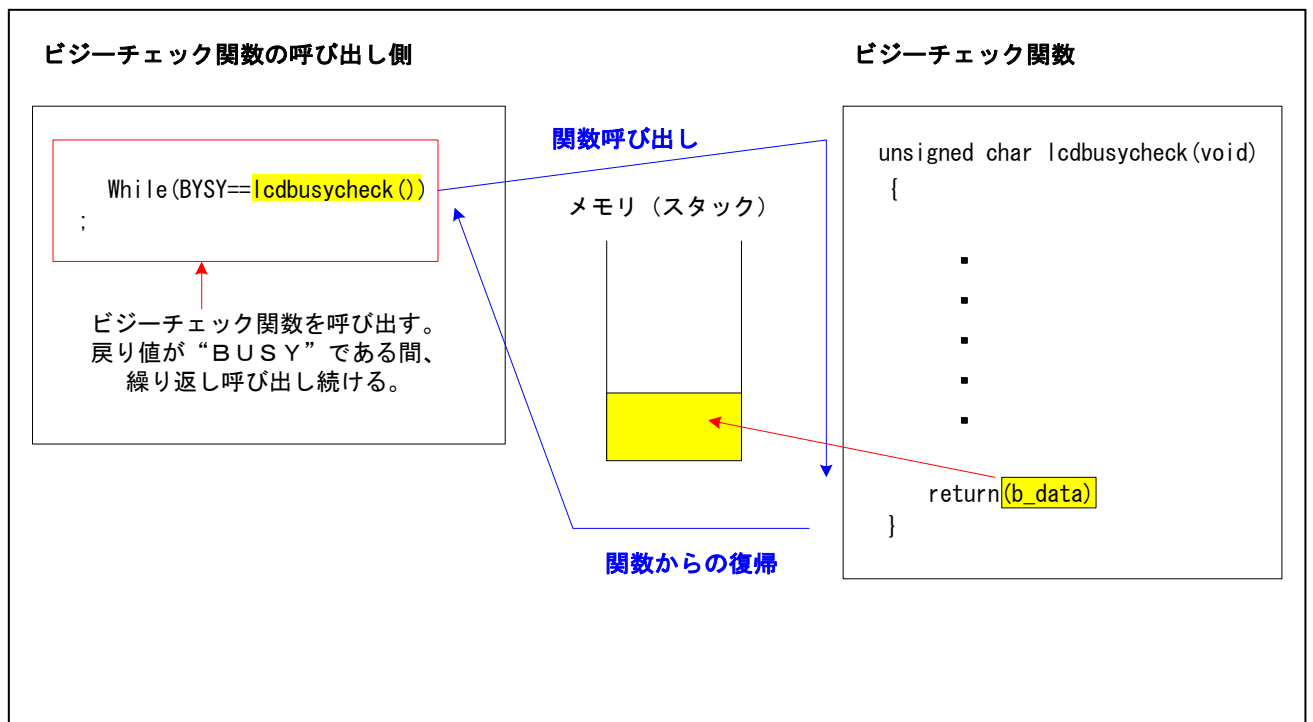 ビジーチェック関数の呼び出し側
While(BYSY==lcdbusycheck())
;
ビジーチェック関数を呼び出す。
戻り値が“ＢＵＳＹ”である間、
繰り返し呼び出し続ける。
関数呼び出し
メモリ（スタック）
関数からの復帰
ビジーチェック関数
unsigned char lcdbusycheck(void)
{
▪
▪
▪
▪
▪
return(b_data)
}